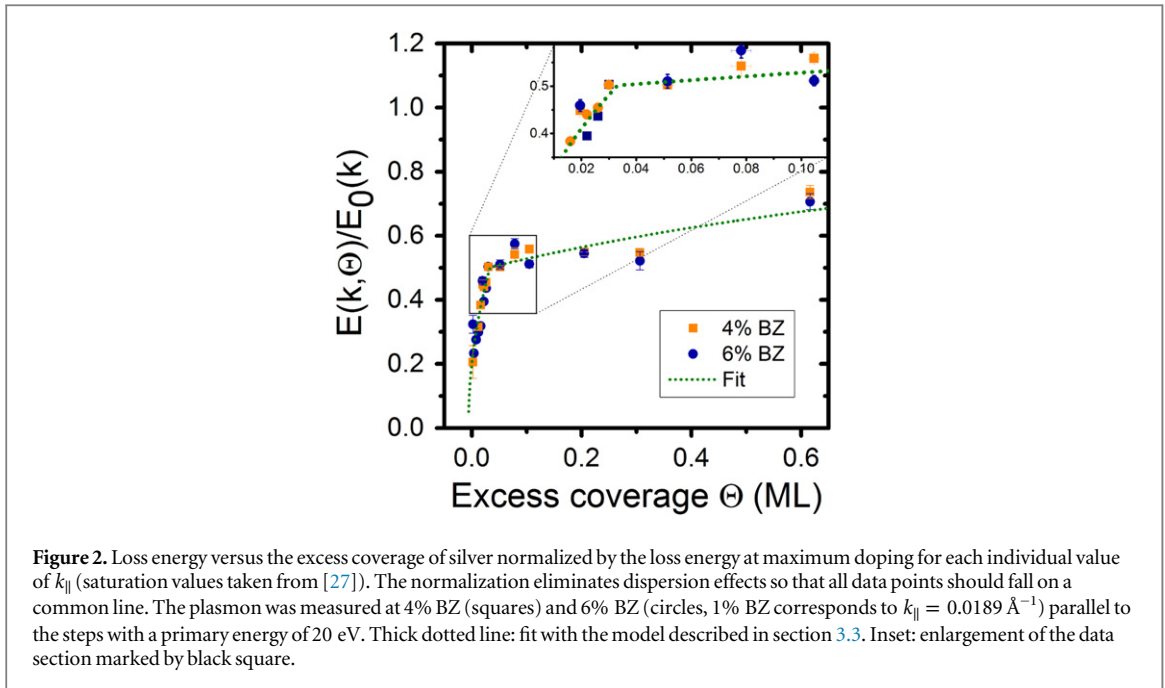 1.2
1.0
0.8
0.6
0.4
0.2
0.0
E(k,Θ)/E₀(k)
0.5
0.4
0.02 0.04 0.06 0.08 0.10
4% BZ
6% BZ
Fit
0.0 0.2 0.4 0.6
Excess coverage Θ (ML)
Figure 2. Loss energy versus the excess coverage of silver normalized by the loss energy at maximum doping for each individual value
of k∥ (saturation values taken from [27]). The normalization eliminates dispersion effects so that all data points should fall on a
common line. The plasmon was measured at 4% BZ (squares) and 6% BZ (circles, 1% BZ corresponds to k∥ = 0.0189 Å⁻¹) parallel to
the steps with a primary energy of 20 eV. Thick dotted line: fit with the model described in section 3.3. Inset: enlargement of the data
section marked by black square.